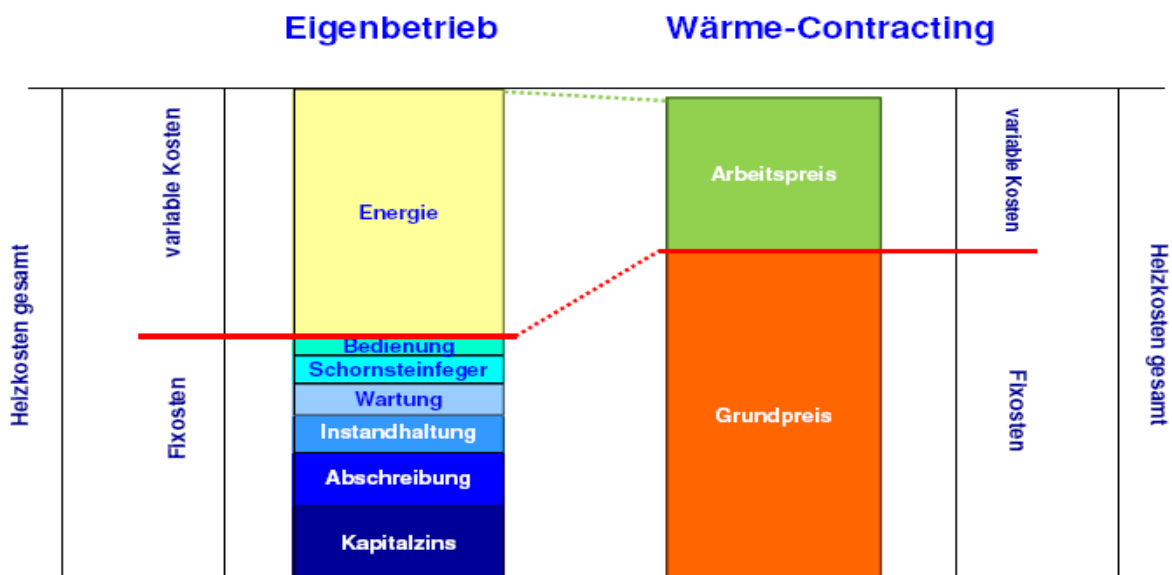 Eigenbetrieb
Wärme-Contracting
Heizkosten gesamt
variable Kosten
Fixosten
Energie
Bedienung
Schornsteinfeger
Wartung
Instandhaltung
Abschreibung
Kapitalzins
Arbeitspreis
Grundpreis
variable Kosten
Fixosten
Heizkosten gesamt